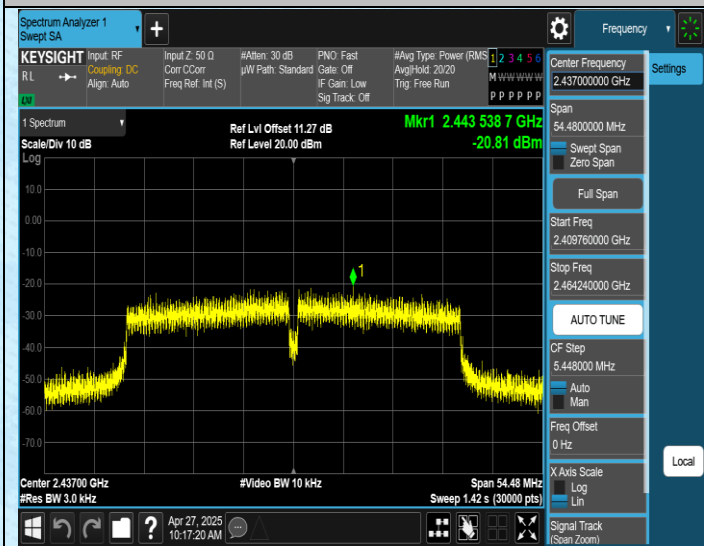 Spectrum Analyzer 1
Swept SA
+
Frequency
KEYSIGHT
R L
LXI
Input: RF
Coupling: DC
Align: Auto
Input Z: 50 Ω
Corr CCorr
Freq Ref: Int (S)
#Atten: 30 dB
µW Path: Standard
PNO: Fast
Gate: Off
IF Gain: Low
Sig Track: Off
#Avg Type: Power (RMS
Avg|Hold: 20/20
Trig: Free Run
1 2 3 4 5 6
M W W W W W
P P P P P P
Center Frequency
2.437000000 GHz
Settings
Span
54.4800000 MHz
Swept Span
Zero Span
Full Span
Start Freq
2.409760000 GHz
Stop Freq
2.464240000 GHz
AUTO TUNE
CF Step
5.448000 MHz
Auto
Man
Freq Offset
0 Hz
X Axis Scale
Log
Lin
Local
Signal Track
(Span Zoom)
1 Spectrum
Scale/Div 10 dB
Log
Ref Lvl Offset 11.27 dB
Ref Level 20.00 dBm
Mkr1 2.443 538 7 GHz
-20.81 dBm
10.0
0.00
-10.0
-20.0
-30.0
-40.0
-50.0
-60.0
-70.0
1
Center 2.43700 GHz
#Res BW 3.0 kHz
#Video BW 10 kHz
Span 54.48 MHz
Sweep 1.42 s (30000 pts)
?
Apr 27, 2025
10:17:20 AM